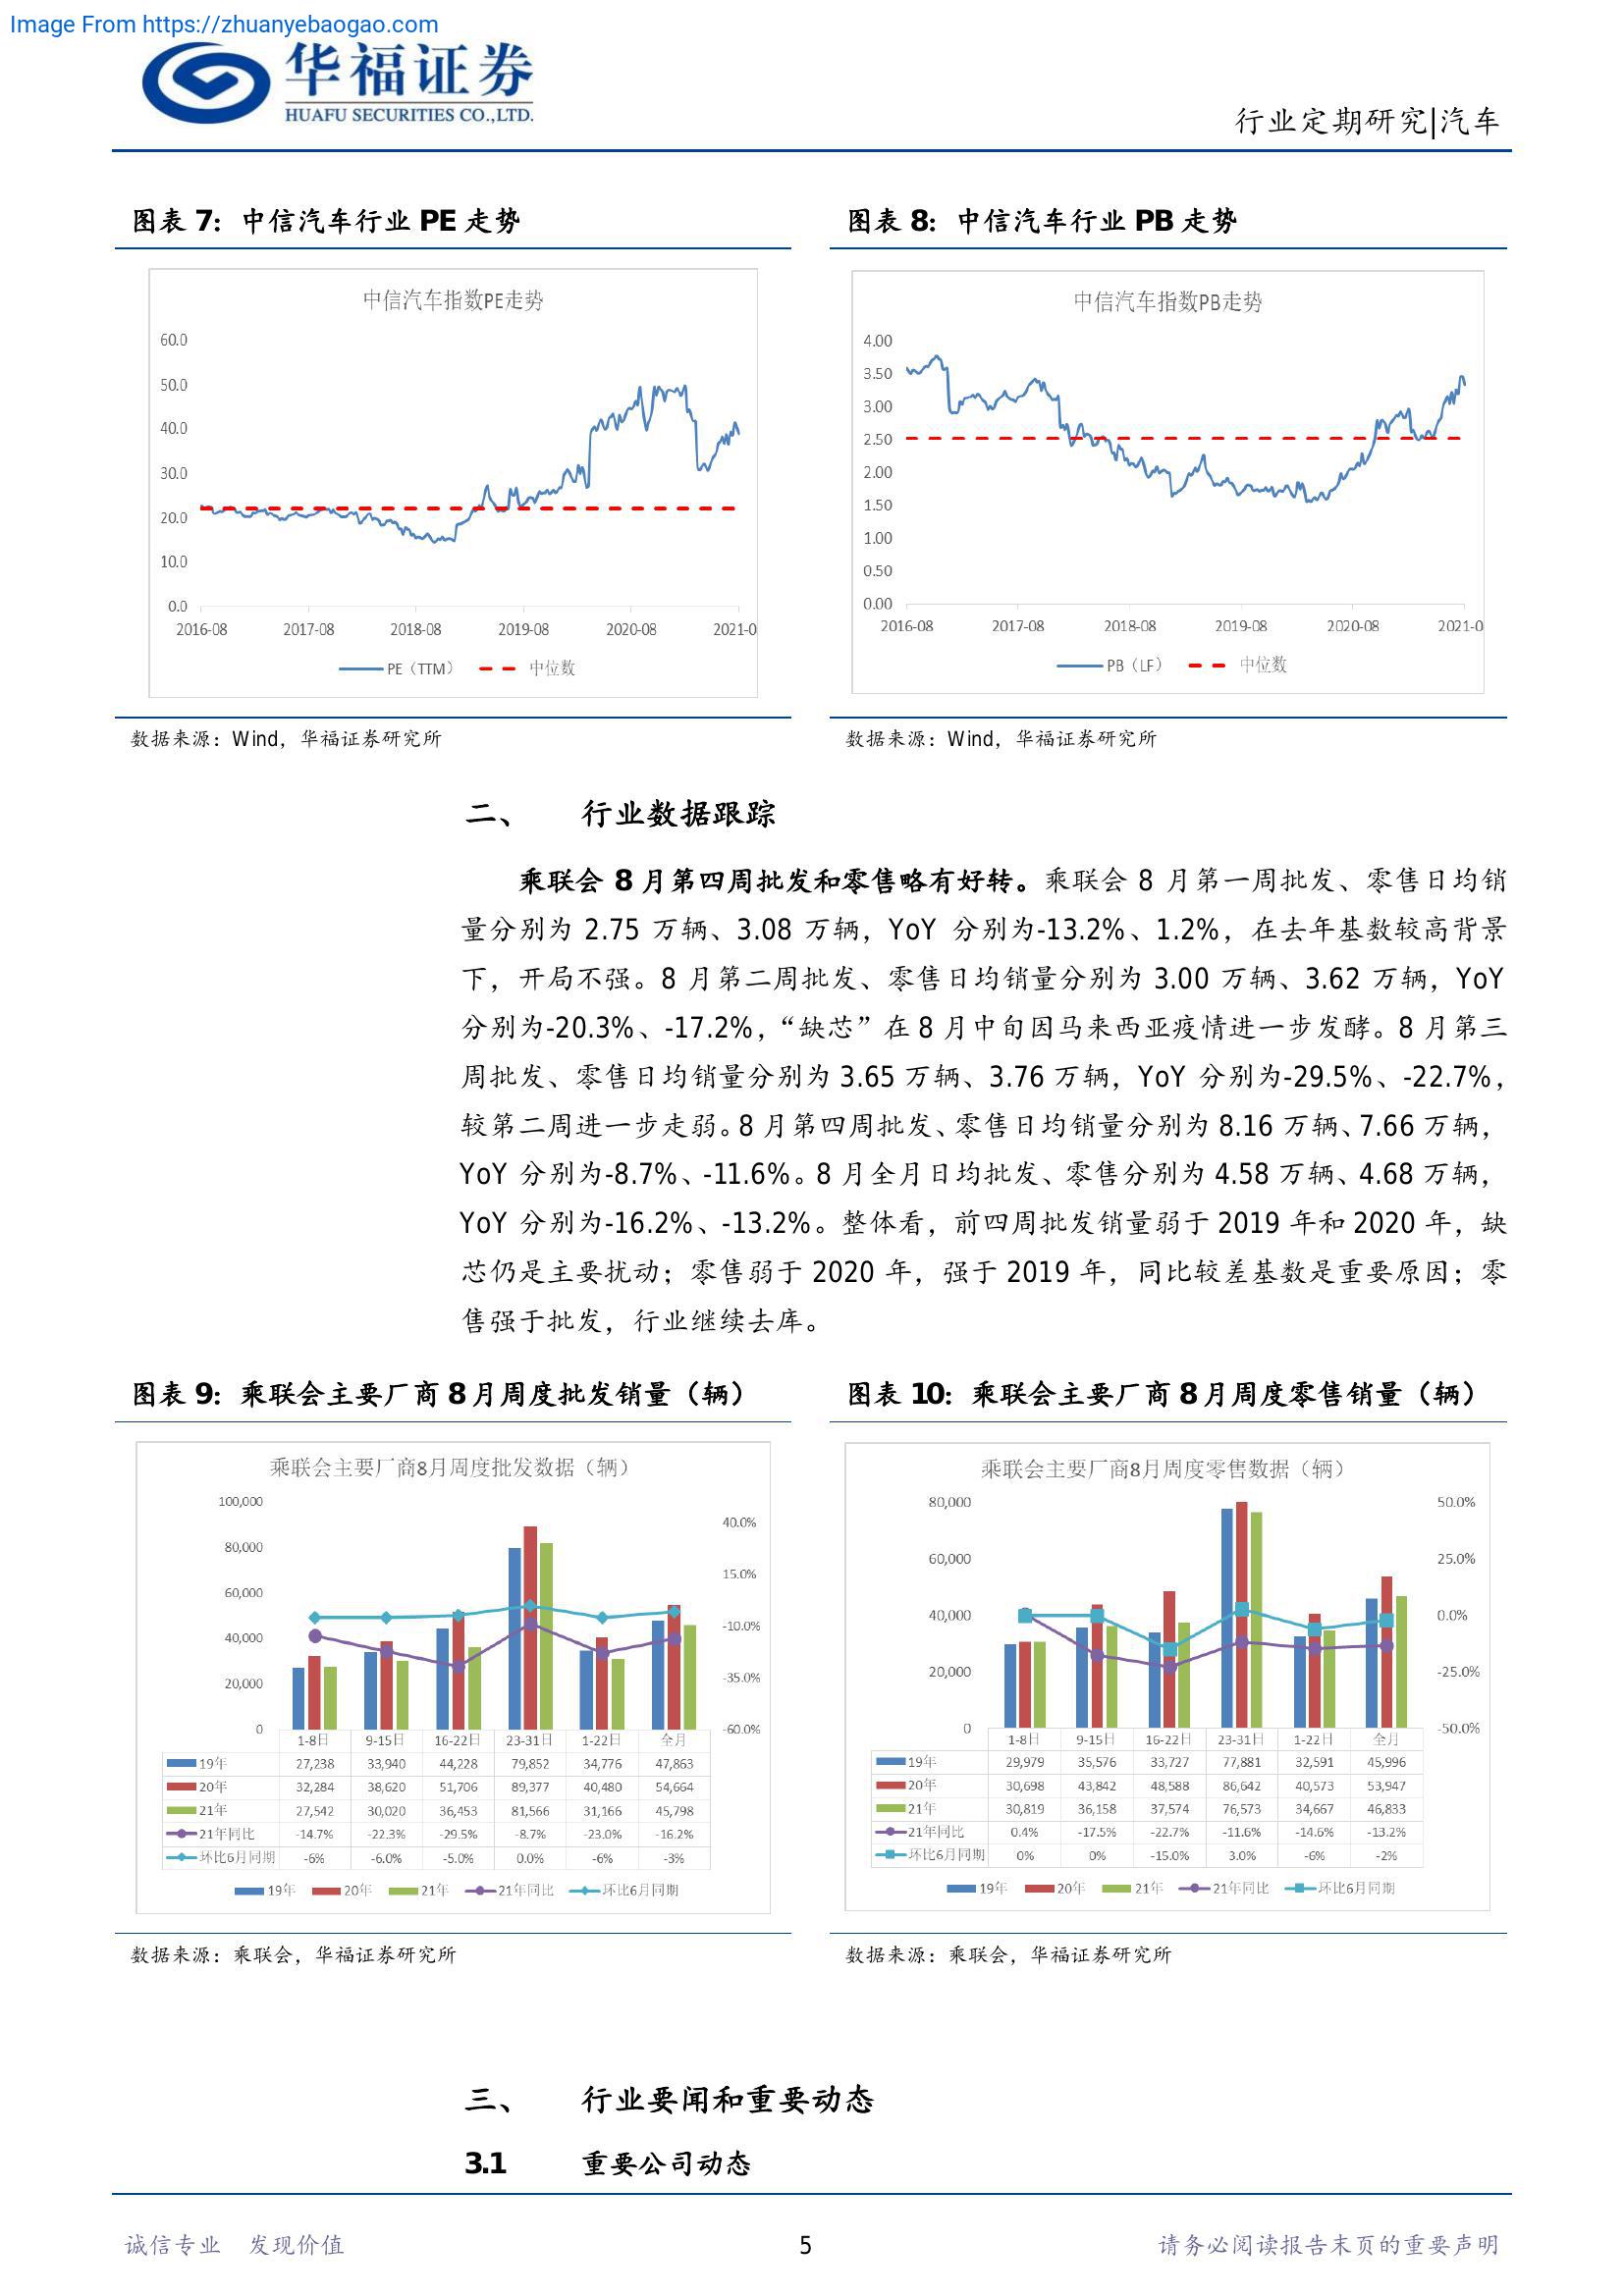 Image From https://zhuanyebaogao.com
华福证券
HUAFU SECURITIES CO.,LTD.
行业定期研究|汽车
图表 7：中信汽车行业 PE 走势
中信汽车指数PE走势
60.0
50.0
40.0
30.0
20.0
10.0
0.0
2016-08 2017-08 2018-08 2019-08 2020-08 2021-0
PE（TTM） 中位数
数据来源：Wind，华福证券研究所
图表 8：中信汽车行业 PB 走势
中信汽车指数PB走势
4.00
3.50
3.00
2.50
2.00
1.50
1.00
0.50
0.00
2016-08 2017-08 2018-08 2019-08 2020-08 2021-0
PB（LF） 中位数
数据来源：Wind，华福证券研究所
二、 行业数据跟踪
乘联会 8 月第四周批发和零售略有好转。乘联会 8 月第一周批发、零售日均销
量分别为 2.75 万辆、3.08 万辆，YoY 分别为-13.2%、1.2%，在去年基数较高背景
下，开局不强。8 月第二周批发、零售日均销量分别为 3.00 万辆、3.62 万辆，YoY
分别为-20.3%、-17.2%，“缺芯”在 8 月中旬因马来西亚疫情进一步发酵。8 月第三
周批发、零售日均销量分别为 3.65 万辆、3.76 万辆，YoY 分别为-29.5%、-22.7%，
较第二周进一步走弱。8 月第四周批发、零售日均销量分别为 8.16 万辆、7.66 万辆，
YoY 分别为-8.7%、-11.6%。8 月全月日均批发、零售分别为 4.58 万辆、4.68 万辆，
YoY 分别为-16.2%、-13.2%。整体看，前四周批发销量弱于 2019 年和 2020 年，缺
芯仍是主要扰动；零售弱于 2020 年，强于 2019 年，同比较差基数是重要原因；零
售强于批发，行业继续去库。
图表 9：乘联会主要厂商 8 月周度批发销量（辆）
乘联会主要厂商8月周度批发数据（辆）
100,000
80,000
60,000
40,000
20,000
0
40.0%
15.0%
-10.0%
-35.0%
-60.0%
1-8日 9-15日 16-22日 23-31日 1-22日 全月
19年 27,238 33,940 44,228 79,852 34,776 47,863
20年 32,284 38,620 51,706 89,377 40,480 54,664
21年 27,542 30,020 36,453 81,566 31,166 45,798
21年同比 -14.7% -22.3% -29.5% -8.7% -23.0% -16.2%
环比6月同期 -6% -6.0% -5.0% 0.0% -6% -3%
19年 20年 21年 21年同比 环比6月同期
数据来源：乘联会，华福证券研究所
图表 10：乘联会主要厂商 8 月周度零售销量（辆）
乘联会主要厂商8月周度零售数据（辆）
80,000
60,000
40,000
20,000
0
50.0%
25.0%
0.0%
-25.0%
-50.0%
1-8日 9-15日 16-22日 23-31日 1-22日 全月
19年 29,979 35,576 33,727 77,881 32,591 45,996
20年 30,698 43,842 48,588 86,642 40,573 53,947
21年 30,819 36,158 37,574 76,573 34,667 46,833
21年同比 0.4% -17.5% -22.7% -11.6% -14.6% -13.2%
环比6月同期 0% 0% -15.0% 3.0% -6% -2%
19年 20年 21年 21年同比 环比6月同期
数据来源：乘联会，华福证券研究所
三、 行业要闻和重要动态
3.1 重要公司动态
诚信专业 发现价值
5
请务必阅读报告末页的重要声明